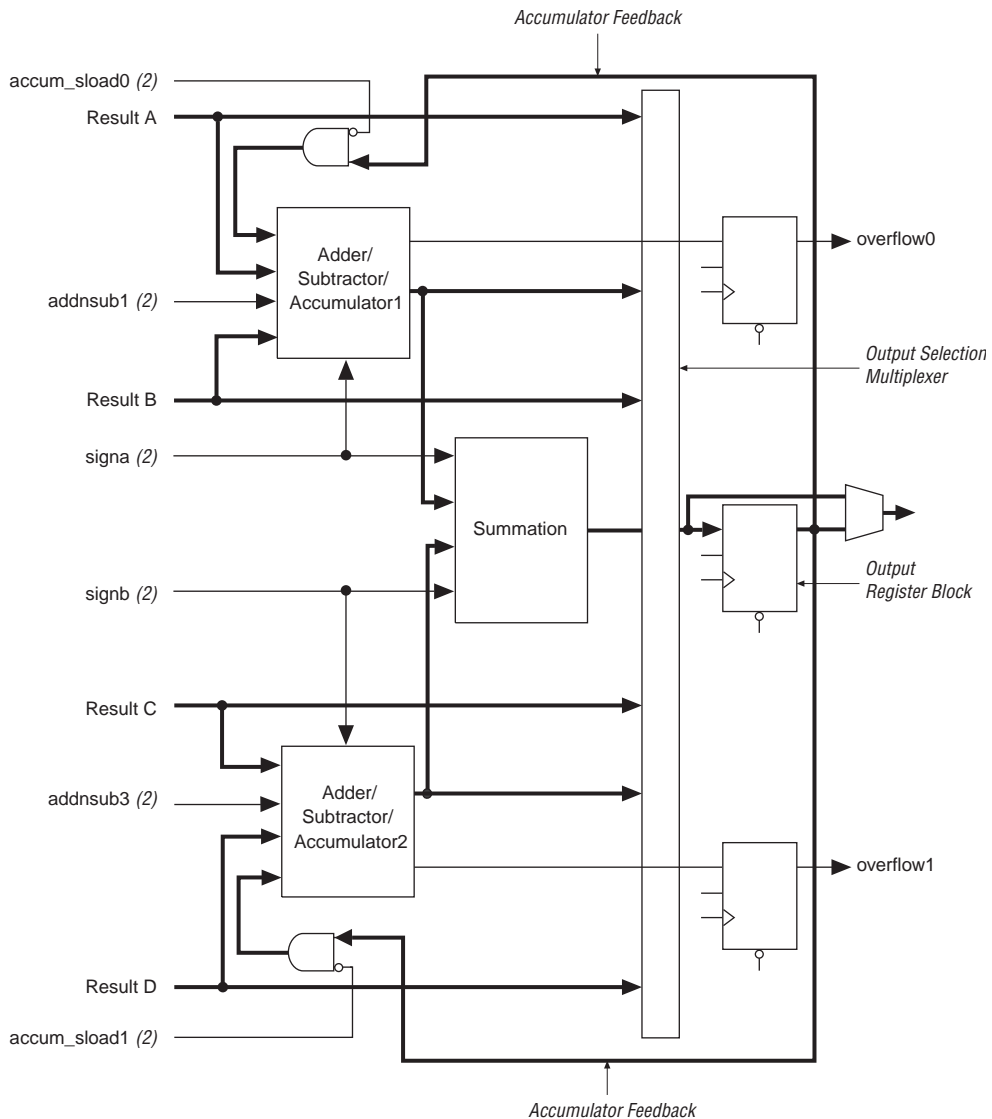 Accumulator Feedback
accum_sload0 (2)
Result A
overflow0
Adder/
Subtractor/
Accumulator1
addnsub1 (2)
Output Selection
Multiplexer
Result B
signa (2)
Summation
Output
Register Block
signb (2)
Result C
addnsub3 (2)
Adder/
Subtractor/
Accumulator2
overflow1
Result D
accum_sload1 (2)
Accumulator Feedback